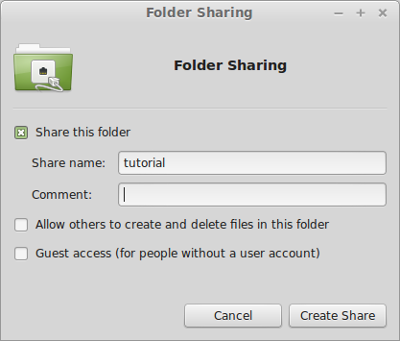 Folder Sharing
Folder Sharing
Share this folder
Share name: tutorial
Comment:
Allow others to create and delete files in this folder
Guest access (for people without a user account)
Cancel Create Share